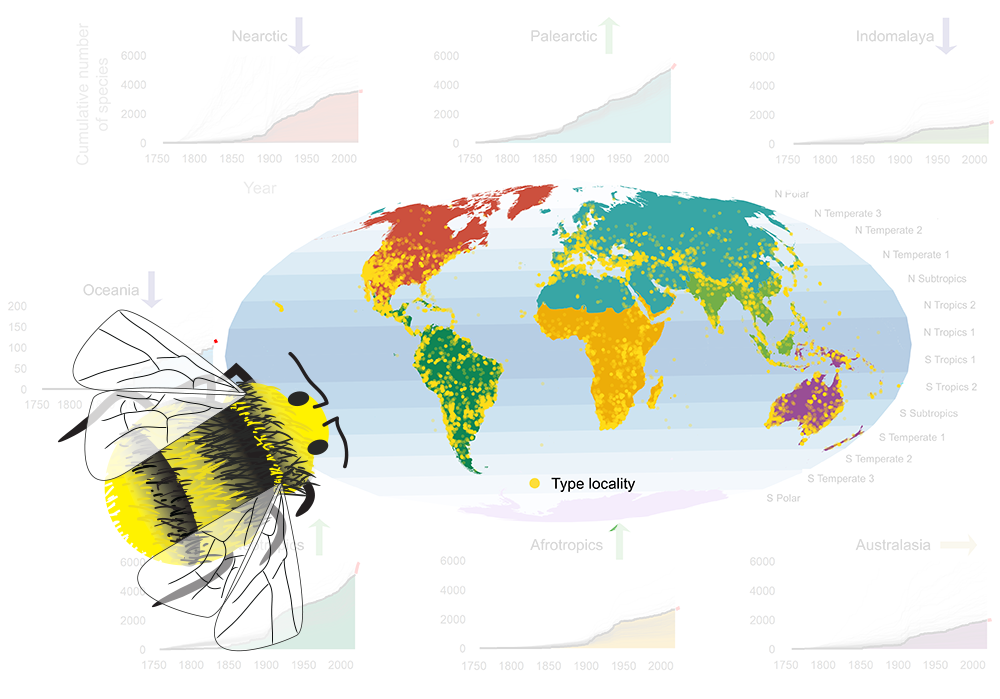 Nearctic
Palearctic
Indomalaya
Cumulative number
of species
6000
4000
2000
0
1750 1800 1850 1900 1950 2000
6000
4000
2000
0
1750 1800 1850 1900 1950 2000
6000
4000
2000
0
1750 1800 1850 1900 1950 2000
Year
N Polar
N Temperate 3
N Temperate 2
N Temperate 1
N Subtropics
N Tropics 2
N Tropics 1
S Tropics 1
S Tropics 2
S Subtropics
S Temperate 1
S Temperate 2
S Temperate 3
S Polar
Oceania
200
150
100
50
0
1750 1800
Type locality
Afrotropics
Australasia
6000
2000
0
1750 1800 1850 1900 1950 2000
6000
4000
2000
0
1750 1800 1850 1900 1950 2000
6000
4000
2000
0
1750 1800 1850 1900 1950 2000